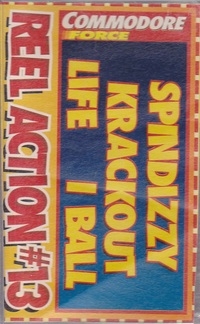 COMMODORE
FORCE
REEL ACTION #13
SPINDIZZY
KRACKOUT
I BALL
LIFE